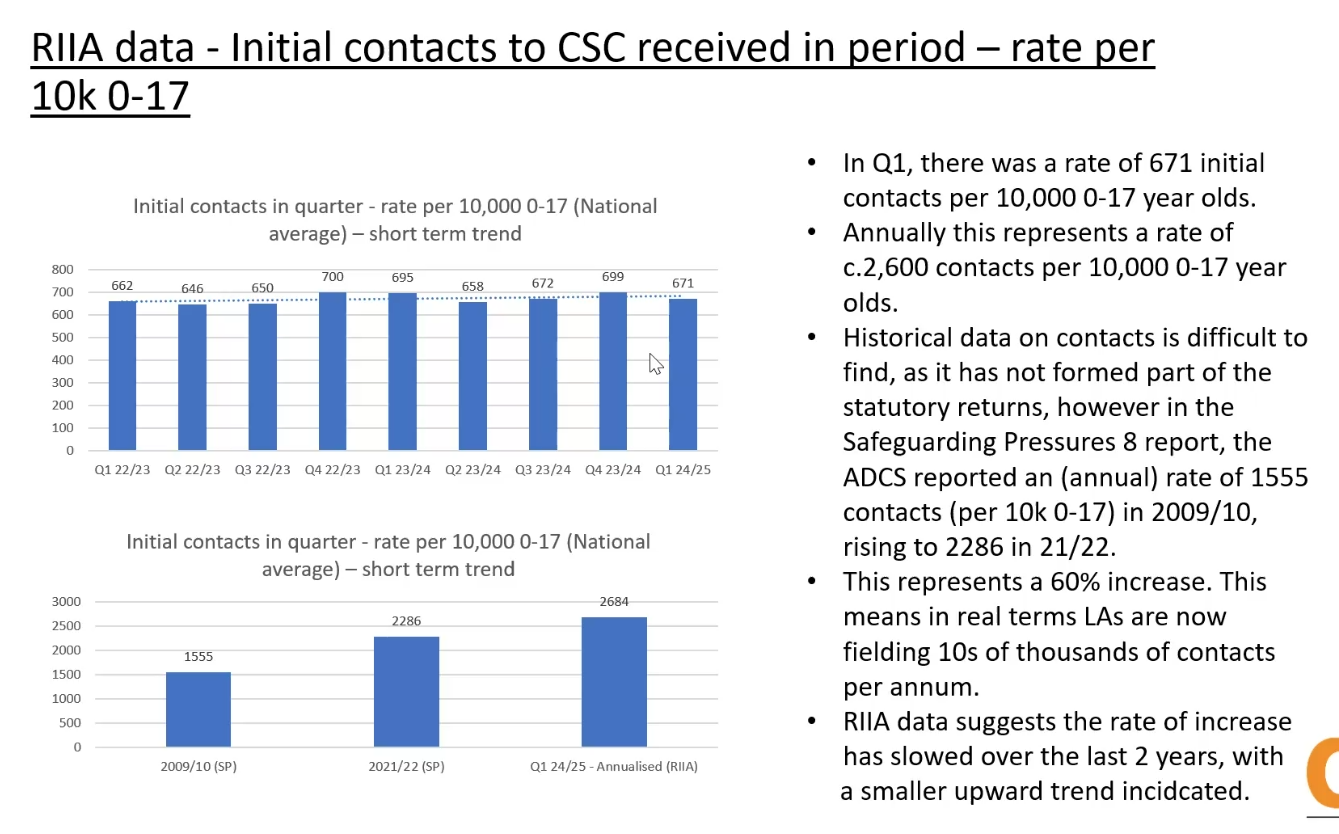 RIIA data - Initial contacts to CSC received in period – rate per
10k 0-17
Initial contacts in quarter - rate per 10,000 0-17 (National
average) – short term trend
800
700
600
500
400
300
200
100
0
662
646
650
700
695
658
672
699
671
Q1 22/23
Q2 22/23
Q3 22/23
Q4 22/23
Q1 23/24
Q2 23/24
Q3 23/24
Q4 23/24
Q1 24/25
Initial contacts in quarter - rate per 10,000 0-17 (National
average) – short term trend
3000
2500
2000
1500
1000
500
0
1555
2286
2684
2009/10 (SP)
2021/22 (SP)
Q1 24/25 - Annualised (RIIA)
• In Q1, there was a rate of 671 initial
contacts per 10,000 0-17 year olds.
• Annually this represents a rate of
c.2,600 contacts per 10,000 0-17 year
olds.
• Historical data on contacts is difficult to
find, as it has not formed part of the
statutory returns, however in the
Safeguarding Pressures 8 report, the
ADCS reported an (annual) rate of 1555
contacts (per 10k 0-17) in 2009/10,
rising to 2286 in 21/22.
• This represents a 60% increase. This
means in real terms LAs are now
fielding 10s of thousands of contacts
per annum.
• RIIA data suggests the rate of increase
has slowed over the last 2 years, with
a smaller upward trend incidcated.